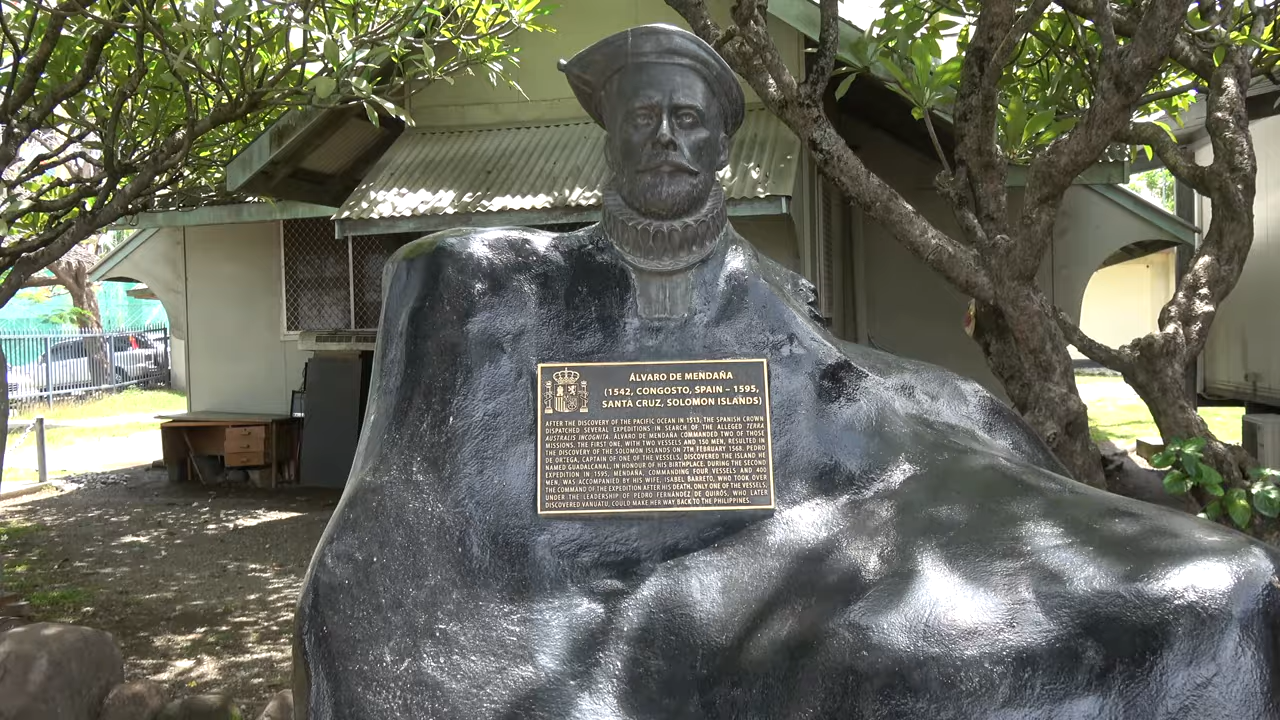 ÁLVARO DE MENDAÑA
(1542, CONGOSTO, SPAIN – 1595,
SANTA CRUZ, SOLOMON ISLANDS)
AFTER THE DISCOVERY OF THE PACIFIC OCEAN IN 1513, THE SPANISH CROWN
DISPATCHED SEVERAL EXPEDITIONS IN SEARCH OF THE ALLEGED TERRA
AUSTRALIS INCOGNITA. ÁLVARO DE MENDAÑA COMMANDED TWO OF THOSE
MISSIONS. THE FIRST ONE, WITH TWO VESSELS AND 150 MEN, RESULTED IN
THE DISCOVERY OF THE SOLOMON ISLANDS ON 7TH FEBRUARY 1568. PEDRO
DE ORTEGA, CAPTAIN OF ONE OF THE VESSELS, DISCOVERED THE ISLAND HE
NAMED GUADALCANAL, IN HONOUR OF HIS BIRTHPLACE. DURING THE SECOND
EXPEDITION IN 1595, MENDAÑA, COMMANDING FOUR VESSELS AND 400
MEN, WAS ACCOMPANIED BY HIS WIFE, ISABEL BARRETO, WHO TOOK OVER
THE COMMAND OF THE EXPEDITION AFTER HIS DEATH. ONLY ONE OF THE VESSELS,
UNDER THE LEADERSHIP OF PEDRO FERNÁNDEZ DE QUIRÓS, WHO LATER
DISCOVERED VANUATU, COULD MAKE HER WAY BACK TO THE PHILIPPINES.